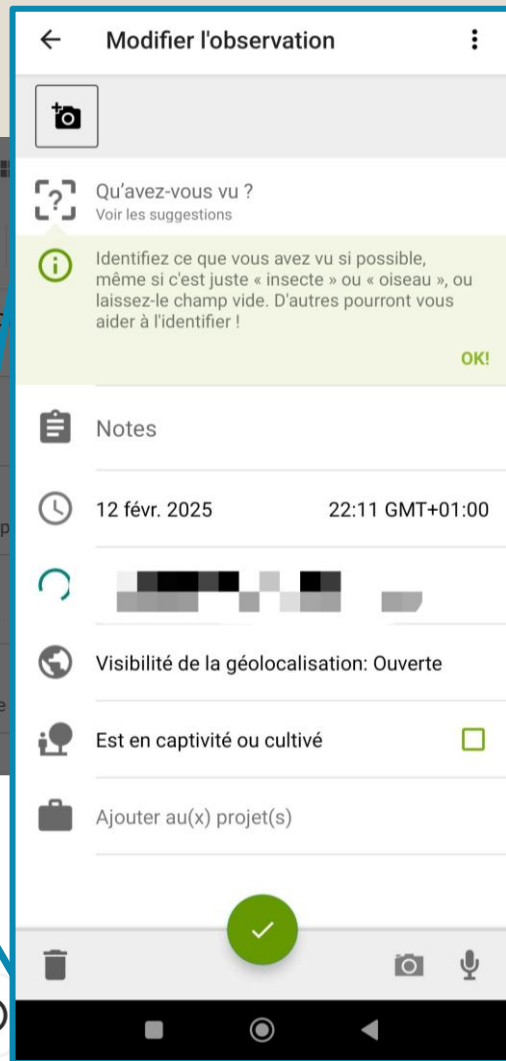 Modifier l'observation
Qu'avez-vous vu ?
Voir les suggestions
Identifiez ce que vous avez vu si possible,
même si c'est juste « insecte » ou « oiseau », ou
laissez-le champ vide. D'autres pourront vous
aider à l'identifier !
OK!
Notes
12 févr. 2025 22:11 GMT+01:00
Visibilité de la géolocalisation: Ouverte
Est en captivité ou cultivé
Ajouter au(x) projet(s)